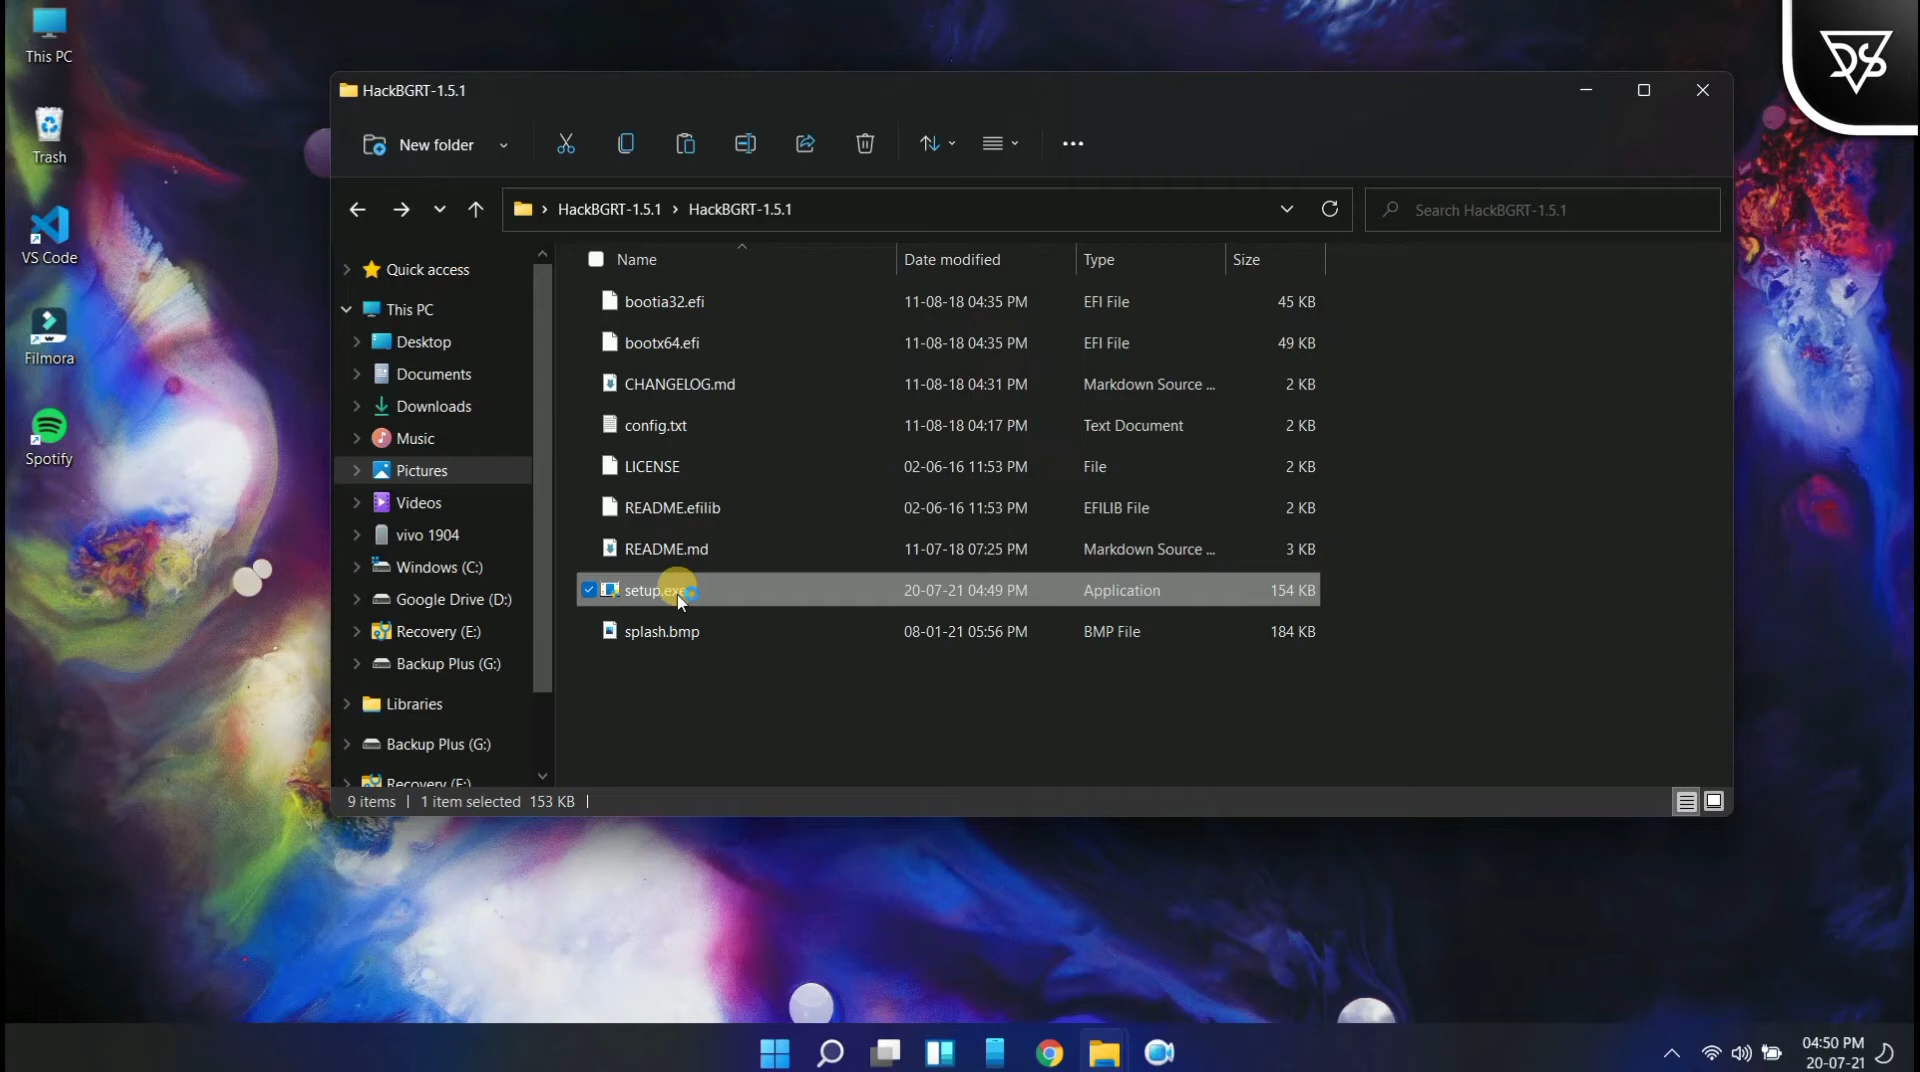 This PC
Trash
VS Code
Filmora
Spotify
DS
HackBGRT-1.5.1
New folder
HackBGRT-1.5.1 HackBGRT-1.5.1
Search HackBGRT-1.5.1
Quick access
This PC
Desktop
Documents
Downloads
Music
Pictures
Videos
vivo 1904
Windows (C:)
Google Drive (D:)
Recovery (E:)
Backup Plus (G:)
Libraries
Backup Plus (G:)
Recovery (E:)
Name Date modified Type Size
bootia32.efi 11-08-18 04:35 PM EFI File 45 KB
bootx64.efi 11-08-18 04:35 PM EFI File 49 KB
CHANGELOG.md 11-08-18 04:31 PM Markdown Source ... 2 KB
config.txt 11-08-18 04:17 PM Text Document 2 KB
LICENSE 02-06-16 11:53 PM File 2 KB
README.efilib 02-06-16 11:53 PM EFILIB File 2 KB
README.md 11-07-18 07:25 PM Markdown Source ... 3 KB
setup.exe 20-07-21 04:49 PM Application 154 KB
splash.bmp 08-01-21 05:56 PM BMP File 184 KB
9 items | 1 item selected 153 KB |
04:50 PM
20-07-21